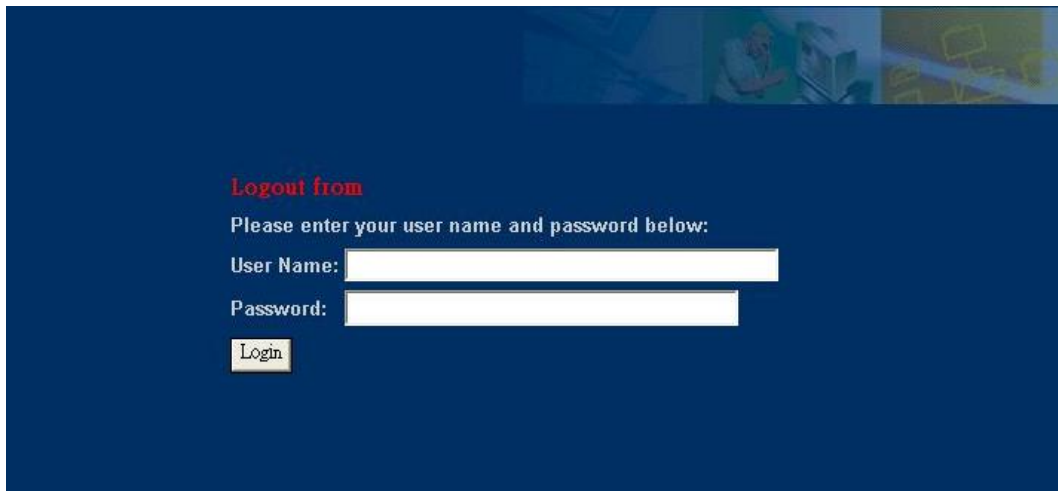 Logout from
Please enter your user name and password below:
User Name:
Password:
Login